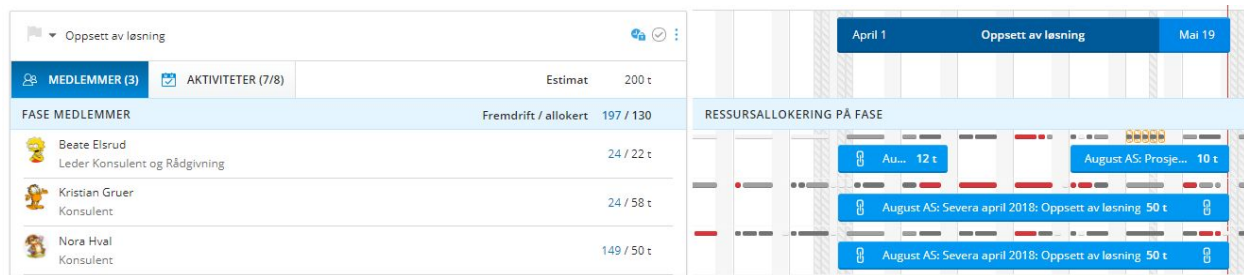 Oppsett av løsning
April 1 Oppsett av løsning Mai 19
MEDLEMMER (3) AKTIVITETER (7/8) Estimat 200 t
FASE MEDLEMMER Fremdrift / allokert 197 / 130 RESSURSALLOKERING PÅ FASE
Beate Elsrud
Leder Konsulent og Rådgivning
24 / 22 t
Au... 12 t August AS: Prosje... 10 t
Kristian Gruer
Konsulent
24 / 58 t
August AS: Severa april 2018: Oppsett av løsning 50 t
Nora Hval
Konsulent
149 / 50 t
August AS: Severa april 2018: Oppsett av løsning 50 t